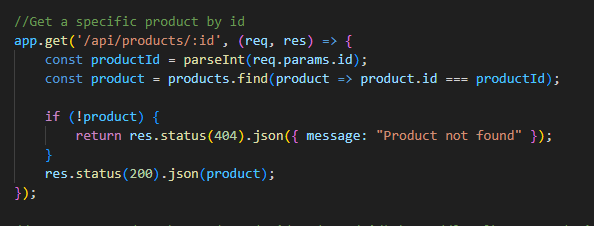 //Get a specific product by id
app.get('/api/products/:id', (req, res) => {
    const productId = parseInt(req.params.id);
    const product = products.find(product => product.id === productId);

    if (!product) {
        return res.status(404).json({ message: "Product not found" });
    }
    res.status(200).json(product);
});